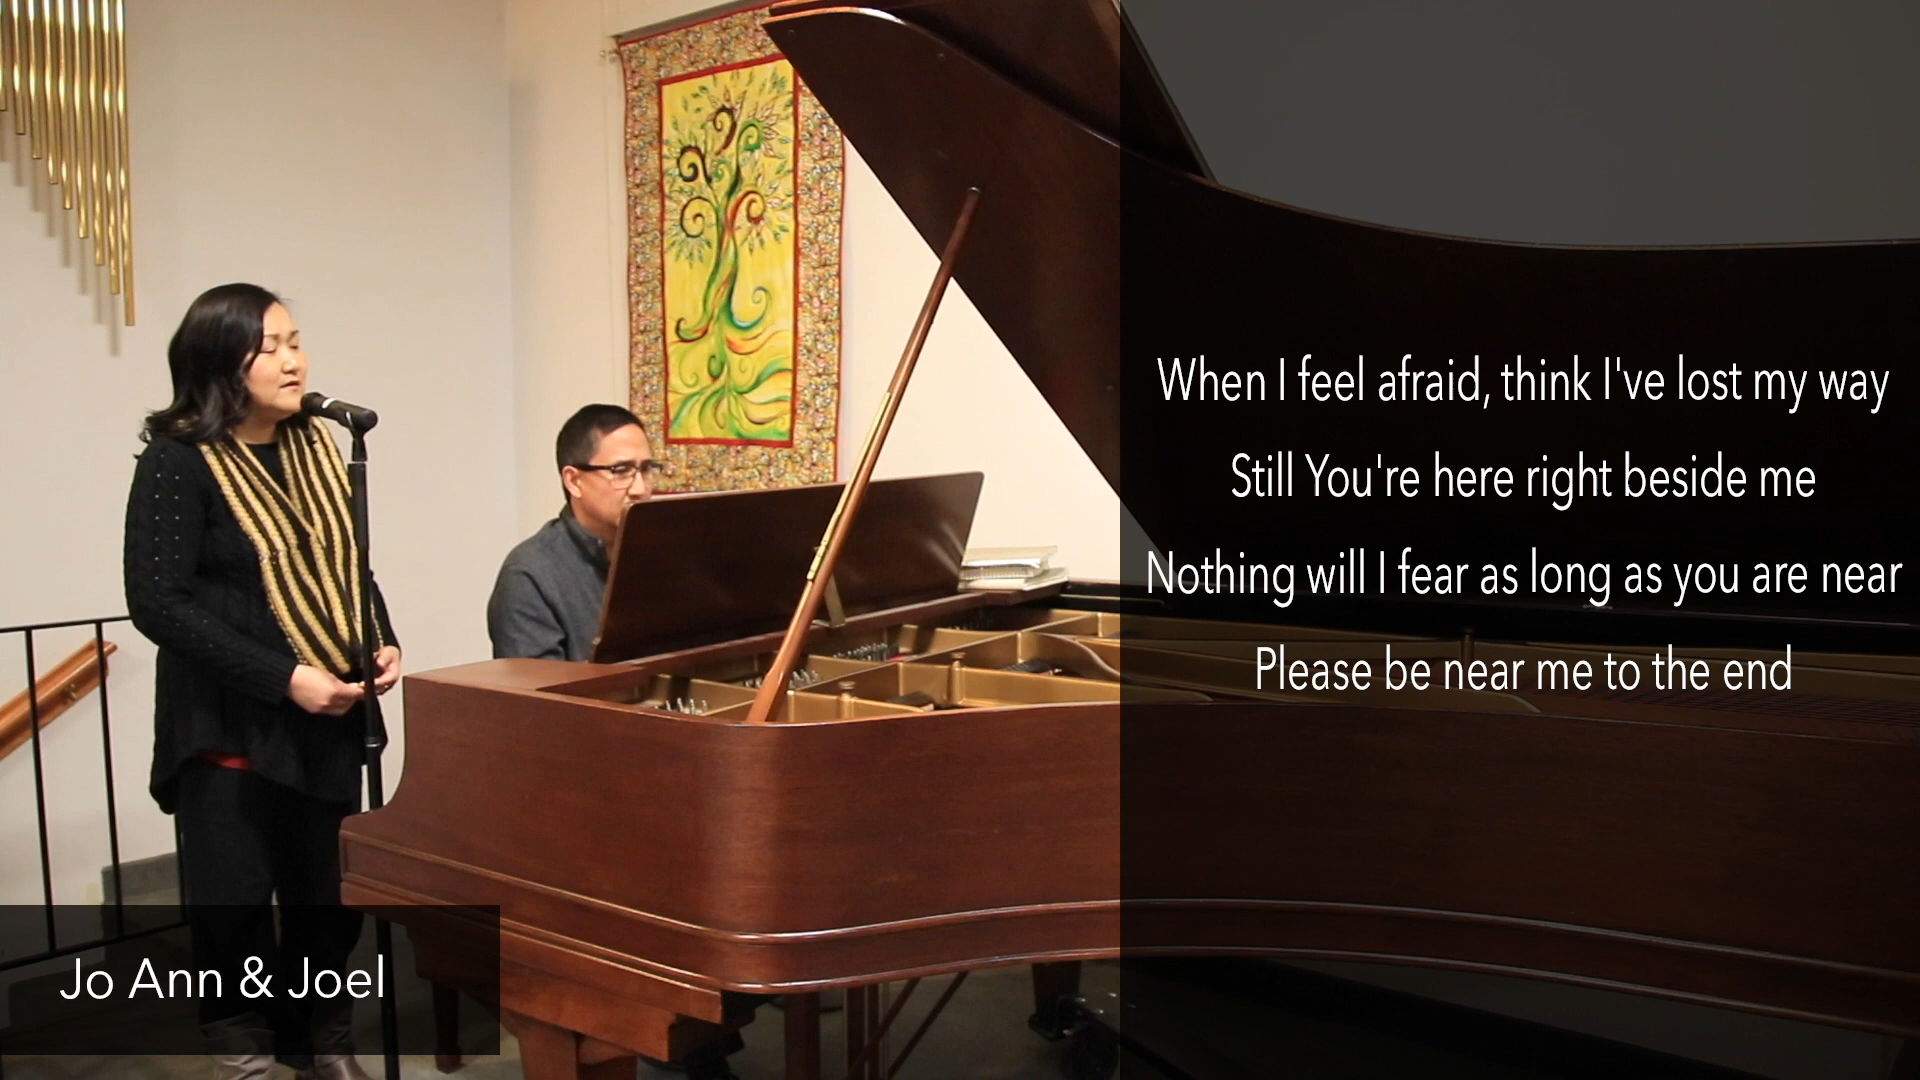 When I feel afraid, think I've lost my way
Still You're here right beside me
Nothing will I fear as long as you are near
Please be near me to the end
Jo Ann & Joel